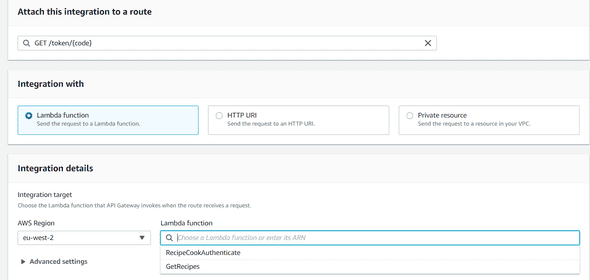 Attach this integration to a route
GET /token/{code}
Integration with
Lambda function
Send the request to a Lambda function.
HTTP URI
Send the request to an HTTP URI.
Private resource
Send the request to a resource in your VPC.
Integration details
Integration target
Choose the Lambda function that API Gateway invokes when the route receives a request.
AWS Region
eu-west-2
Lambda function
Choose a Lambda function or enter its ARN
RecipeCookAuthenticate
GetRecipes
Advanced settings